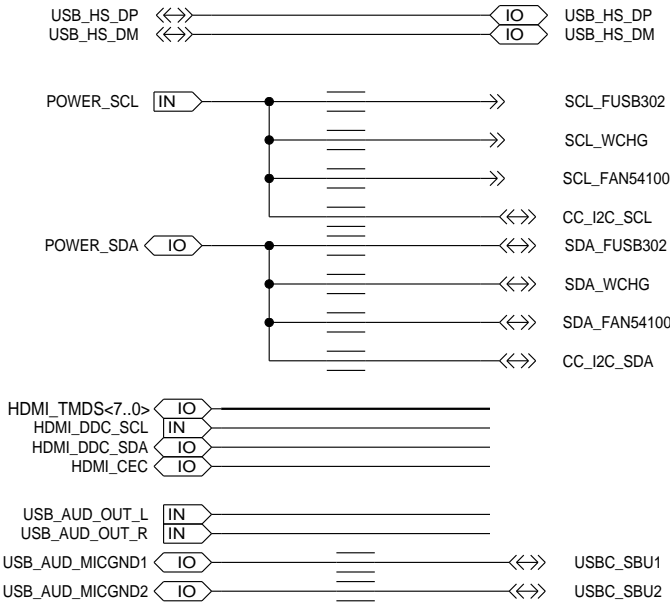 USB_HS_DP IO USB_HS_DP
USB_HS_DM IO USB_HS_DM
POWER_SCL IN SCL_FUSB302
SCL_WCHG
SCL_FAN54100
CC_I2C_SCL
POWER_SDA IO SDA_FUSB302
SDA_WCHG
SDA_FAN54100
CC_I2C_SDA
HDMI_TMDS<7..0> IO
HDMI_DDC_SCL IN
HDMI_DDC_SDA IO
HDMI_CEC IO
USB_AUD_OUT_L IN
USB_AUD_OUT_R IN
USB_AUD_MICGND1 IO USBC_SBU1
USB_AUD_MICGND2 IO USBC_SBU2